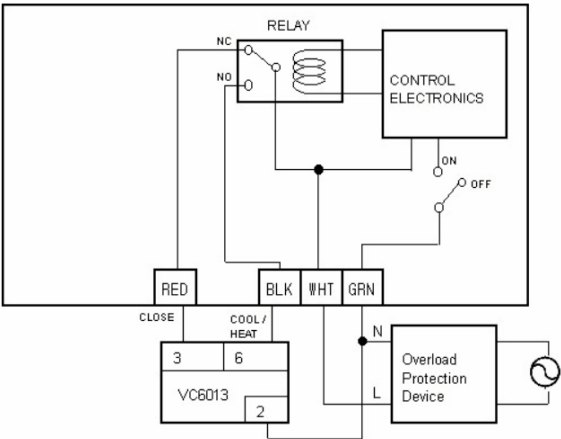 RELAY
NC
NO
CONTROL
ELECTRONICS
ON
OFF
RED
BLK
WHT
GRN
CLOSE
COOL/
HEAT
3
6
VC6013
2
N
L
Overload
Protection
Device